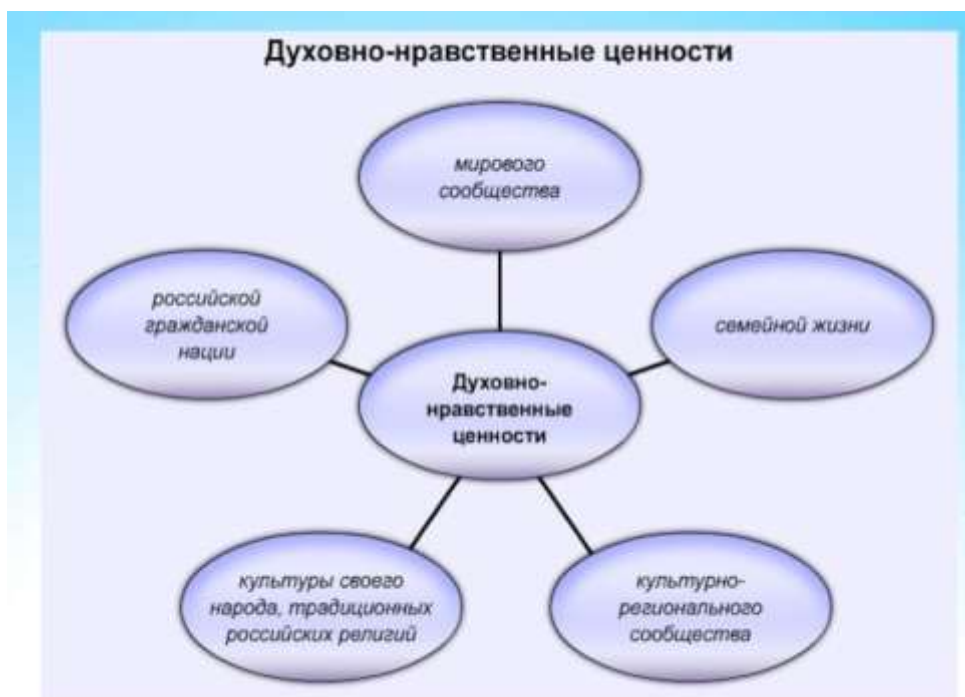 Духовно-нравственные ценности
мирового
сообщества
российской
гражданской
нации
семейной жизни
Духовно-
нравственные
ценности
культуры своего
народа, традиционных
российских религий
культурно-
регионального
сообщества